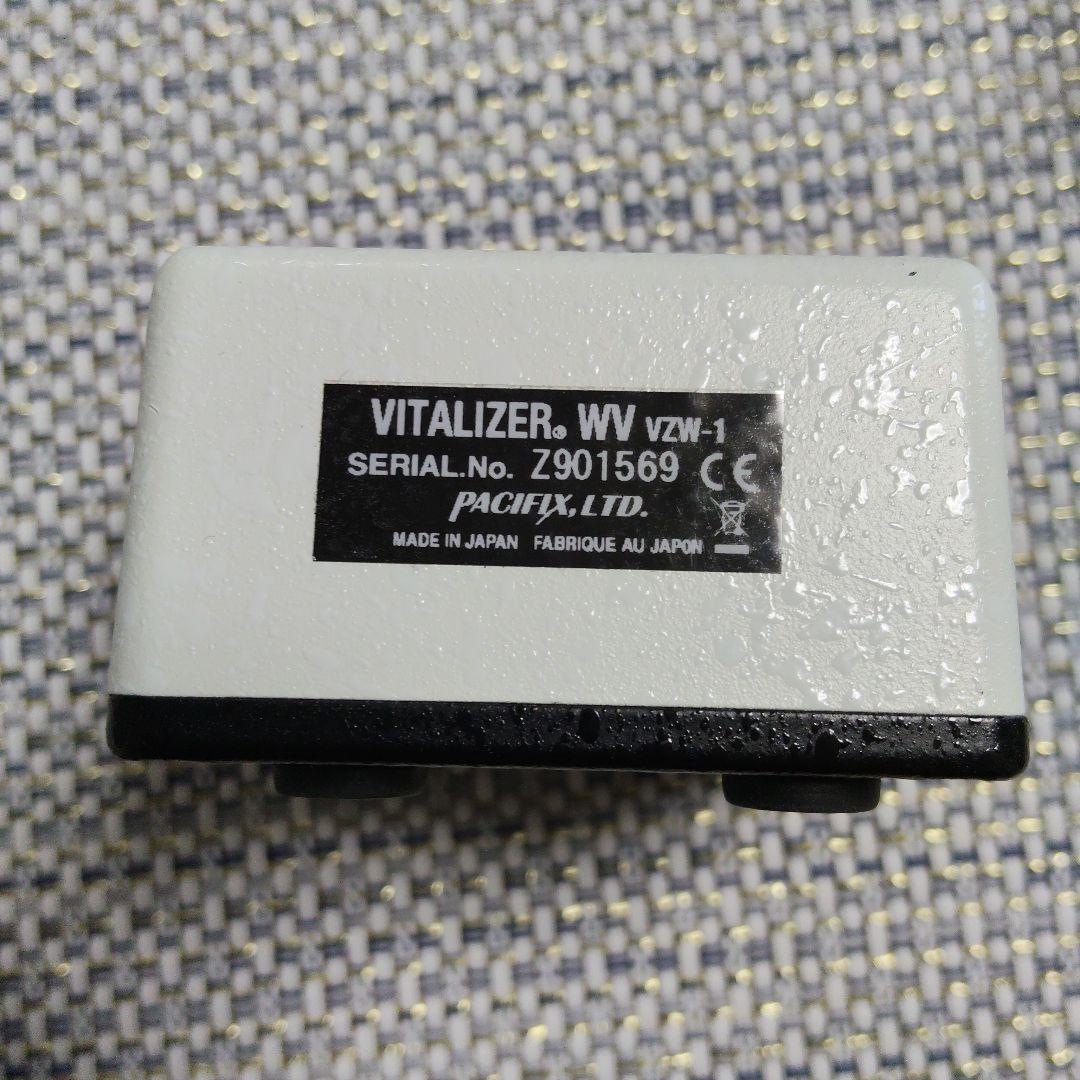 VITALIZER® WV VZW-1
SERIAL.No. Z901569 CE
PACIFIX,LTD.
MADE IN JAPAN FABRIQUE AU JAPON